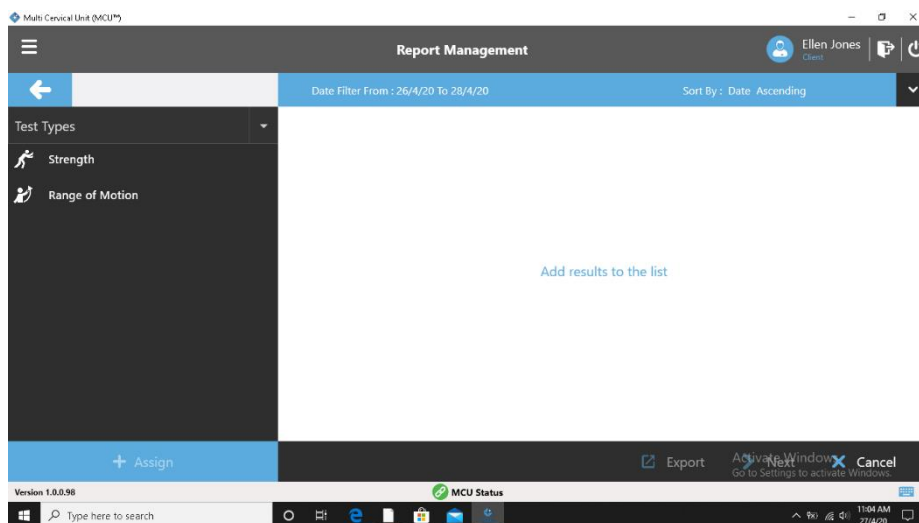 Multi Cervical Unit (MCU™)
Report Management
Ellen Jones
Client
Date Filter From : 26/4/20 To 28/4/20
Sort By : Date Ascending
Test Types
Strength
Range of Motion
Add results to the list
+ Assign
Export
Next
Cancel
Activate Windows
Go to Settings to activate Windows.
Version 1.0.0.98
MCU Status
Type here to search
11:04 AM
27/4/20